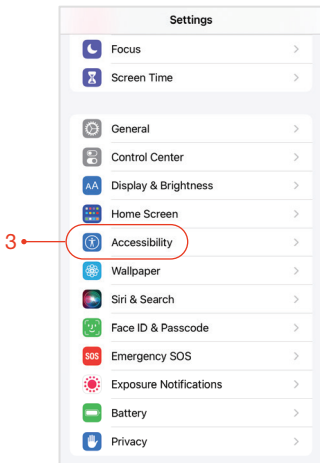 Settings
Focus
Screen Time
General
Control Center
AA Display & Brightness
Home Screen
3 Accessibility
Wallpaper
Siri & Search
Face ID & Passcode
SOS Emergency SOS
Exposure Notifications
Battery
Privacy